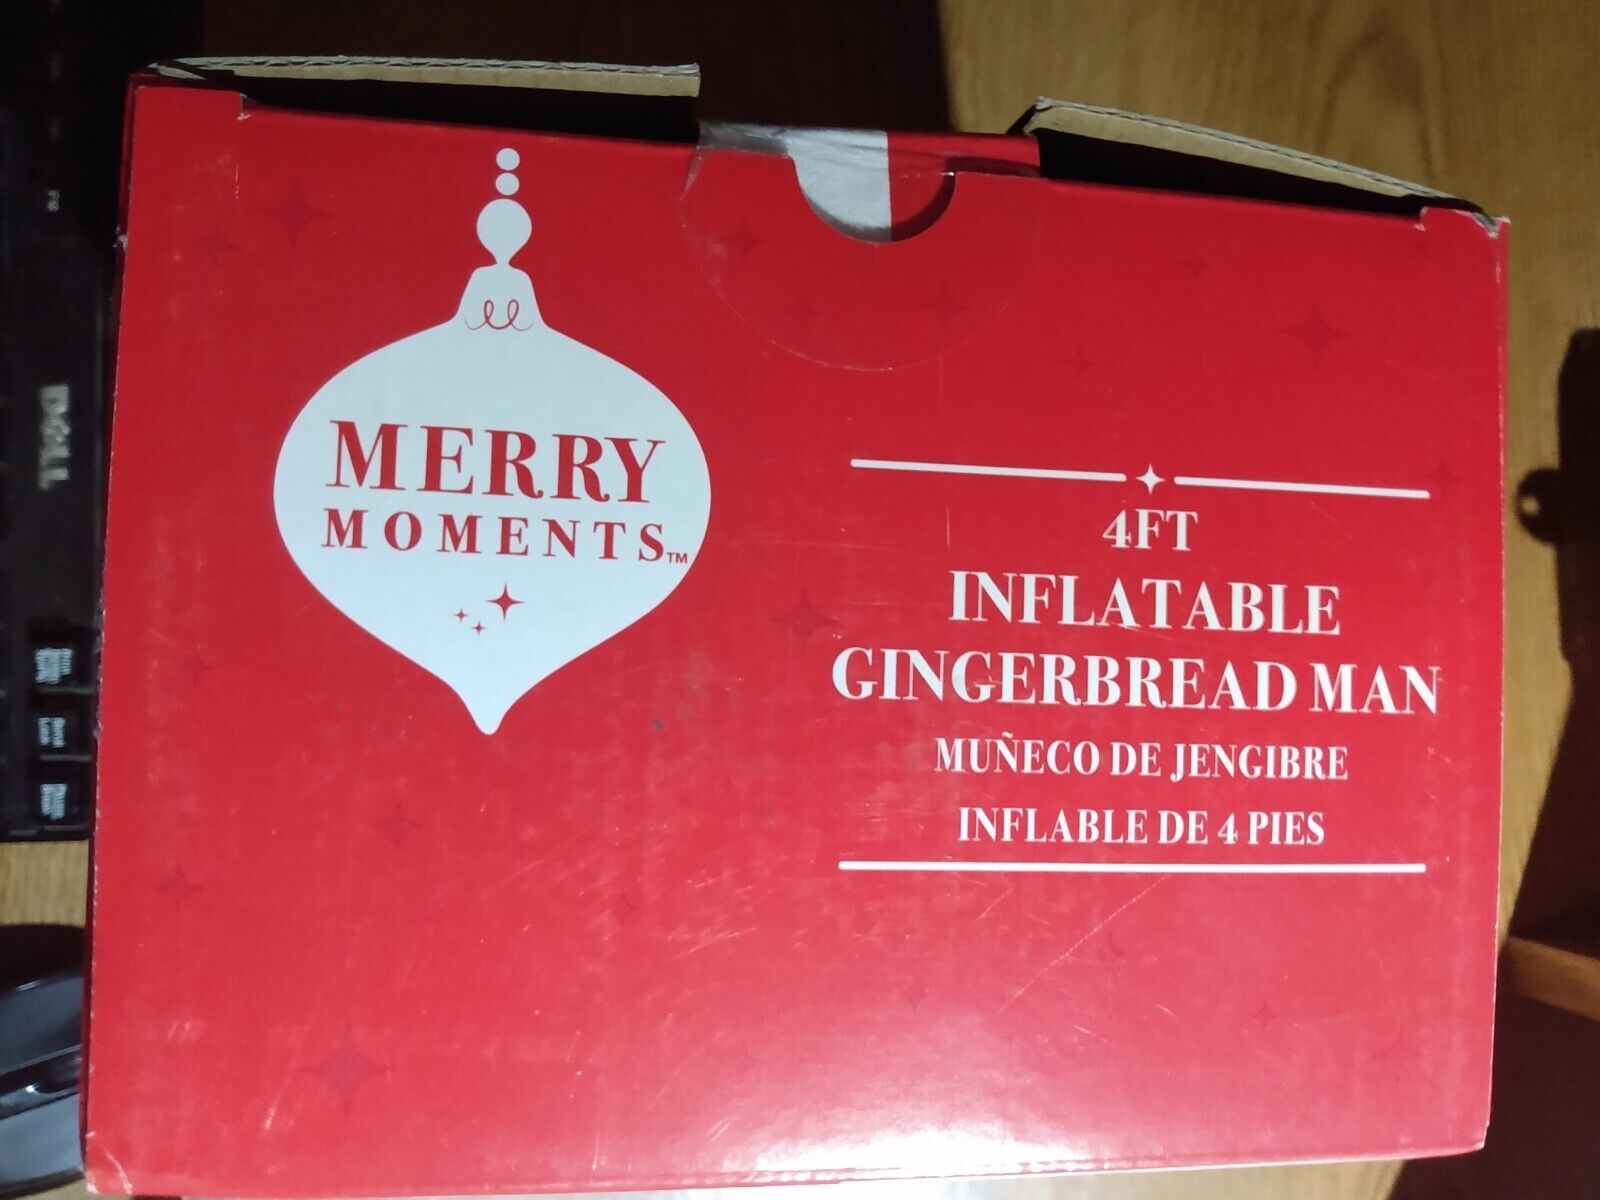 MERRY
MOMENTS™
4FT
INFLATABLE
GINGERBREAD MAN
MUÑECO DE JENGIBRE
INFLABLE DE 4 PIES
DELL